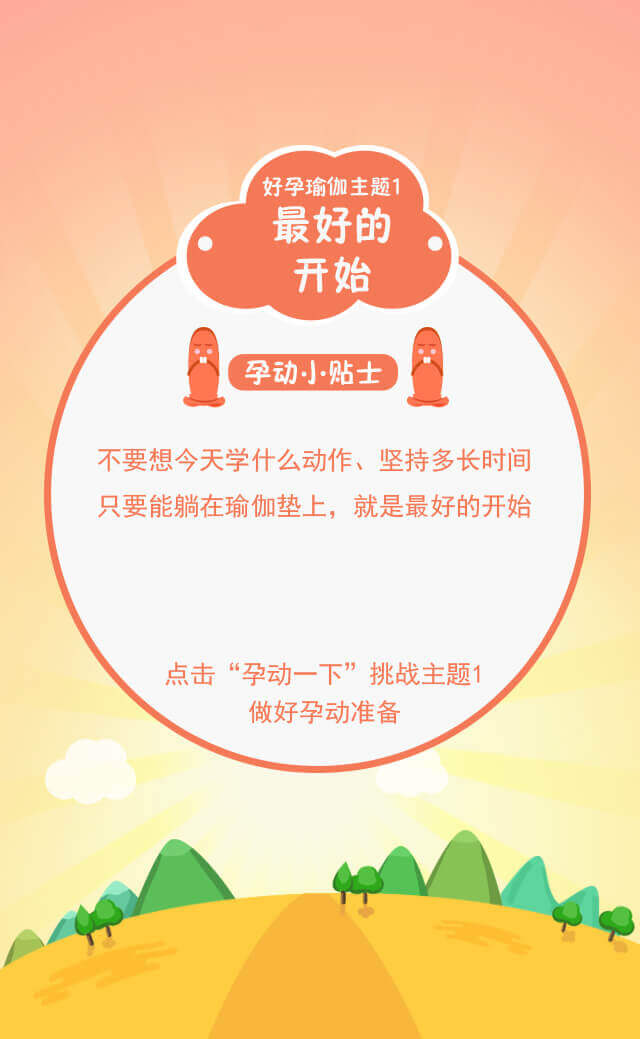 好孕瑜伽主题1
最好的
开始
孕动·小·贴士
不要想今天学什么动作、坚持多长时间
只要能躺在瑜伽垫上，就是最好的开始
点击“孕动一下”挑战主题1
做好孕动准备